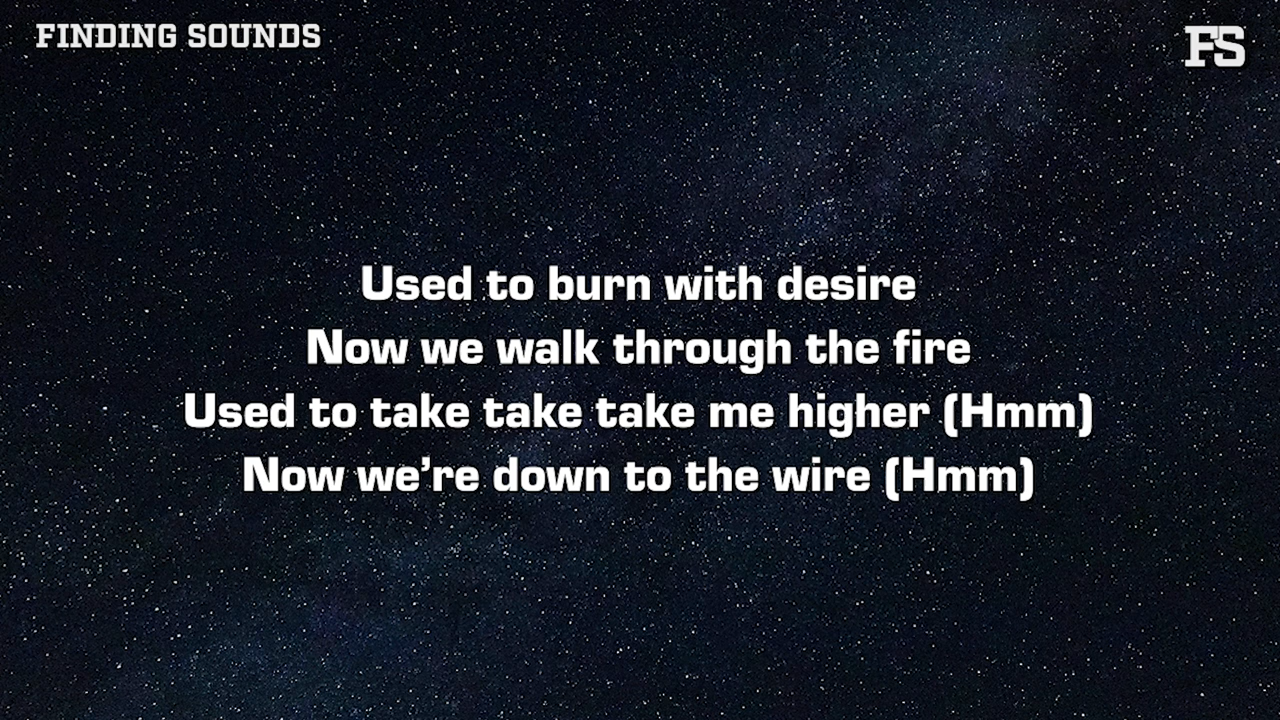 FINDING SOUNDS
FS
Used to burn with desire
Now we walk through the fire
Used to take take take me higher (Hmm)
Now we’re down to the wire (Hmm)